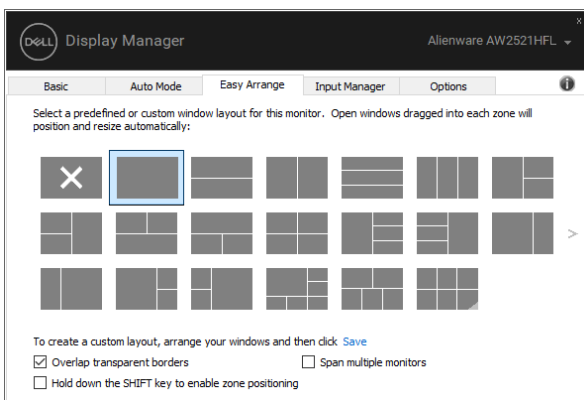 DELL Display Manager
Alienware AW2521HFL
Basic Auto Mode Easy Arrange Input Manager Options
Select a predefined or custom window layout for this monitor. Open windows dragged into each zone will
position and resize automatically:
To create a custom layout, arrange your windows and then click Save
Overlap transparent borders
Span multiple monitors
Hold down the SHIFT key to enable zone positioning